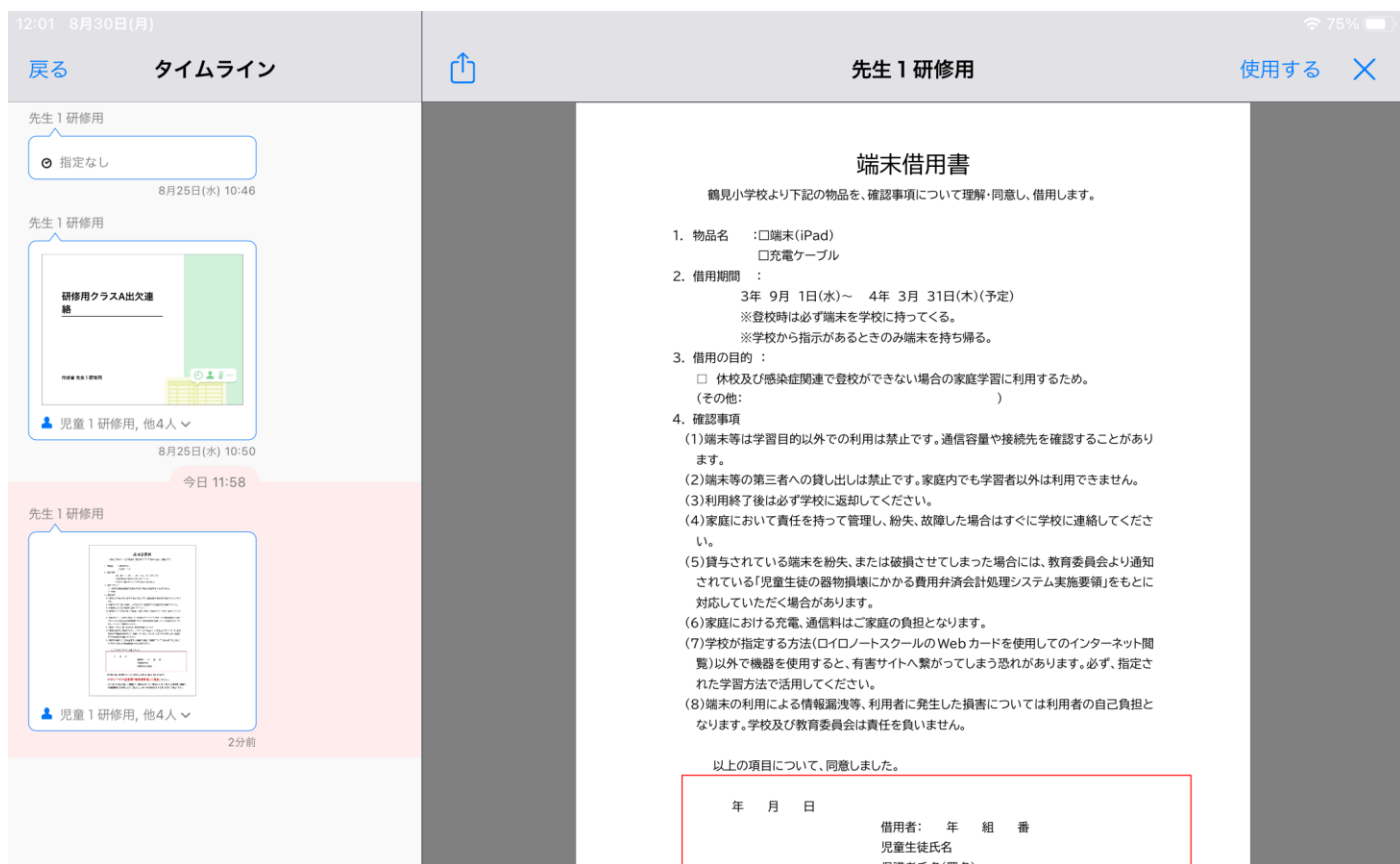 12:01 8月30日(月)
75%
戻る
タイムライン
先生1研修用
使用する
先生1研修用
指定なし
8月25日(水) 10:46
先生1研修用
研修用クラスA出欠連
絡
児童1研修用, 他4人
8月25日(水) 10:50
今日 11:58
先生1研修用
児童1研修用, 他4人
2分前
端末借用書
鶴見小学校より下記の物品を、確認事項について理解・同意し、借用します。
1. 物品名 :□端末(iPad)
□充電ケーブル
2. 借用期間 :
3年 9月 1日(水)~ 4年 3月 31日(木)(予定)
※登校時は必ず端末を学校に持ってくる。
※学校から指示があるときのみ端末を持ち帰る。
3. 借用の目的 :
□ 休校及び感染症関連で登校ができない場合の家庭学習に利用するため。
(その他: )
4. 確認事項
(1)端末等は学習目的以外での利用は禁止です。通信容量や接続先を確認することがあり
ます。
(2)端末等の第三者への貸し出しは禁止です。家庭内でも学習者以外は利用できません。
(3)利用終了後は必ず学校に返却してください。
(4)家庭において責任を持って管理し、紛失、故障した場合はすぐに学校に連絡してくださ
い。
(5)貸与されている端末を紛失、または破損させてしまった場合には、教育委員会より通知
されている「児童生徒の器物損壊にかかる費用弁済会計処理システム実施要領」をもとに
対応していただく場合があります。
(6)家庭における充電、通信料はご家庭の負担となります。
(7)学校が指定する方法(ロイロノートスクールのWebカードを使用してのインターネット閲
覧)以外で機器を使用すると、有害サイトへ繋がってしまう恐れがあります。必ず、指定さ
れた学習方法で活用してください。
(8)端末の利用による情報漏洩等、利用者に発生した損害については利用者の自己負担と
なります。学校及び教育委員会は責任を負いません。
以上の項目について、同意しました。
年 月 日
借用者: 年 組 番
児童生徒氏名